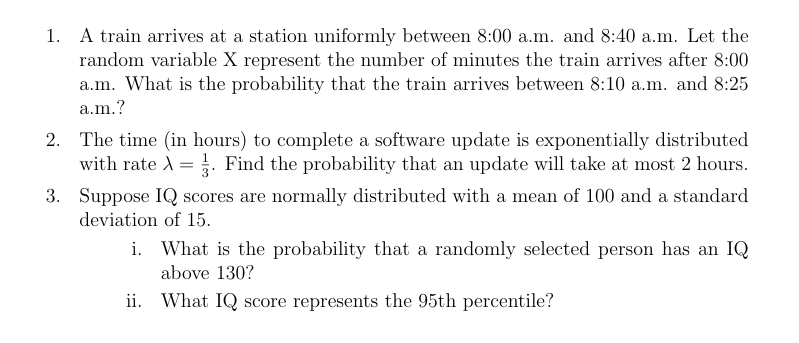 1. A train arrives at a station uniformly between 8:00 a.m. and 8:40 a.m. Let the
random variable X represent the number of minutes the train arrives after 8:00
a.m. What is the probability that the train arrives between 8:10 a.m. and 8:25
a.m.?
2. The time (in hours) to complete a software update is exponentially distributed
with rate λ = 1/3. Find the probability that an update will take at most 2 hours.
3. Suppose IQ scores are normally distributed with a mean of 100 and a standard
deviation of 15.
i. What is the probability that a randomly selected person has an IQ
above 130?
ii. What IQ score represents the 95th percentile?